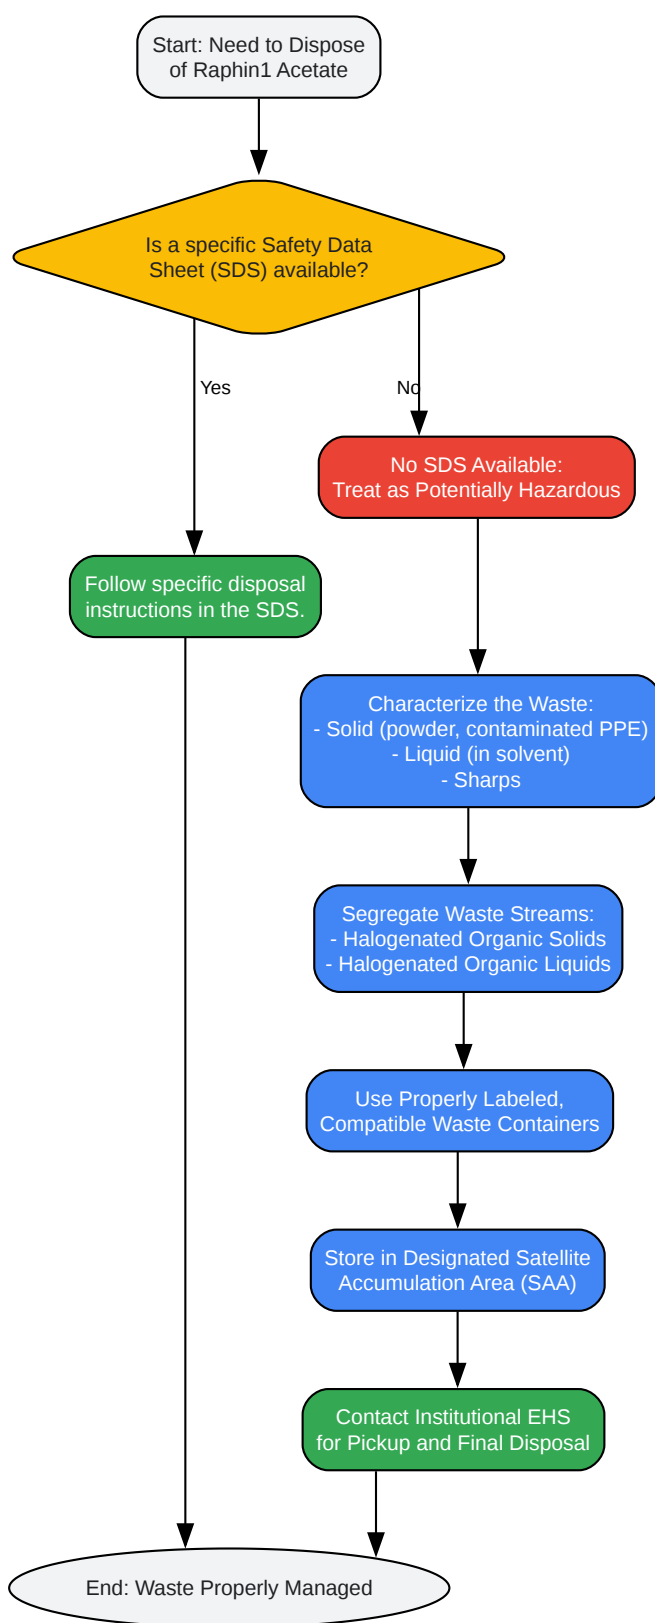 Start: Need to Dispose
of Raphin1 Acetate
Is a specific Safety Data
Sheet (SDS) available?
Yes
No
No SDS Available:
Treat as Potentially Hazardous
Follow specific disposal
instructions in the SDS.
Characterize the Waste:
- Solid (powder, contaminated PPE)
- Liquid (in solvent)
- Sharps
Segregate Waste Streams:
- Halogenated Organic Solids
- Halogenated Organic Liquids
Use Properly Labeled,
Compatible Waste Containers
Store in Designated Satellite
Accumulation Area (SAA)
Contact Institutional EHS
for Pickup and Final Disposal
End: Waste Properly Managed